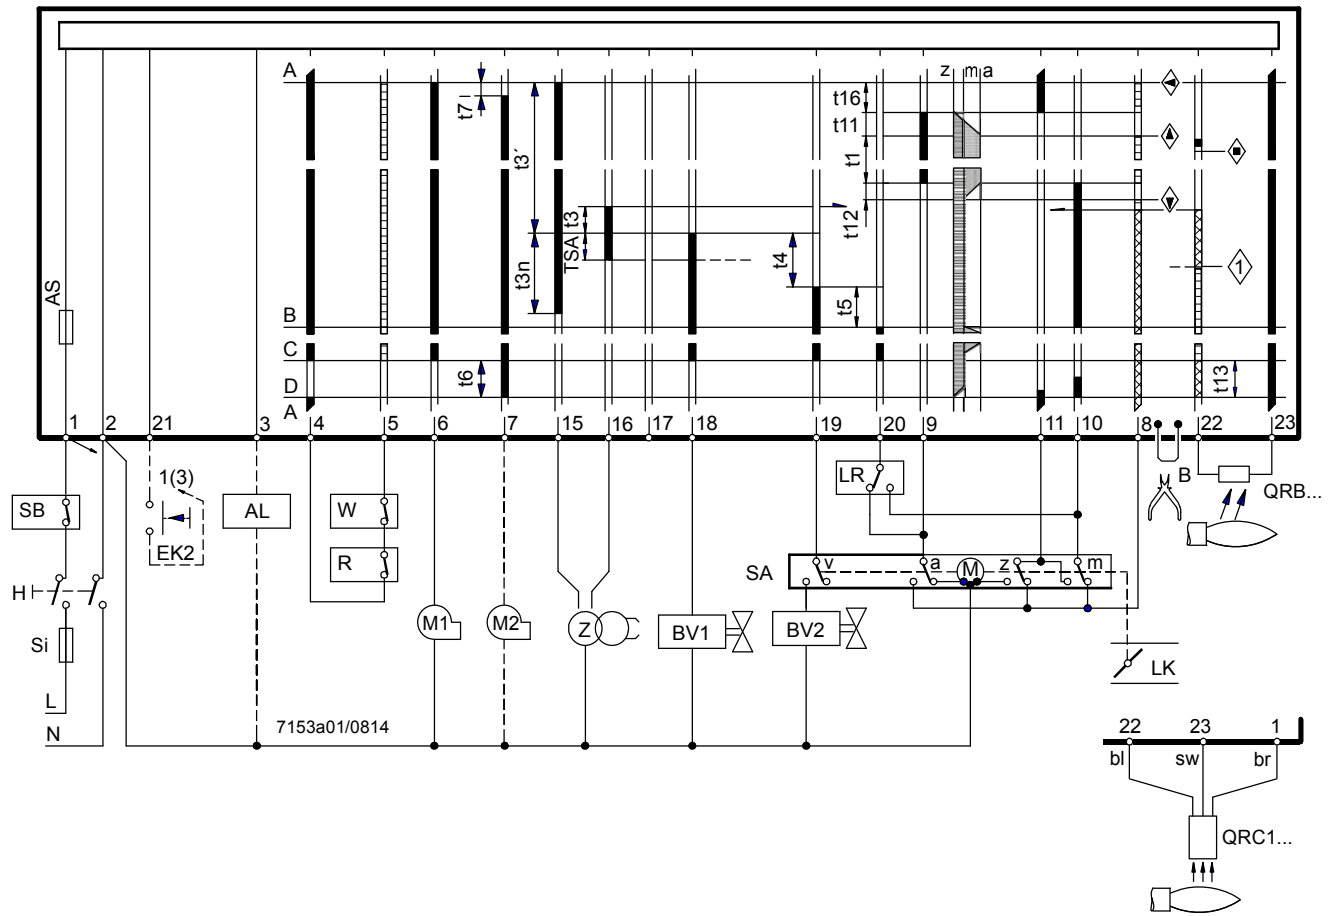 A
z m a
t7
t16
t11
t3´
t1
t3
t12
TSA
t3n
t4
1
t5
AS
B
C
t6
D
t13
A
1 2 21 3 4 5 6 7 15 16 17 18 19 20 9 11 10 8 22 23
1(3)
LR
B
QRB...
SB
AL
W
EK2
R
v a M z m
SA
H
M1 M2 Z BV1 BV2
Si
LK
L
N
7153a01/0814
22 23 1
bl sw br
QRC1...